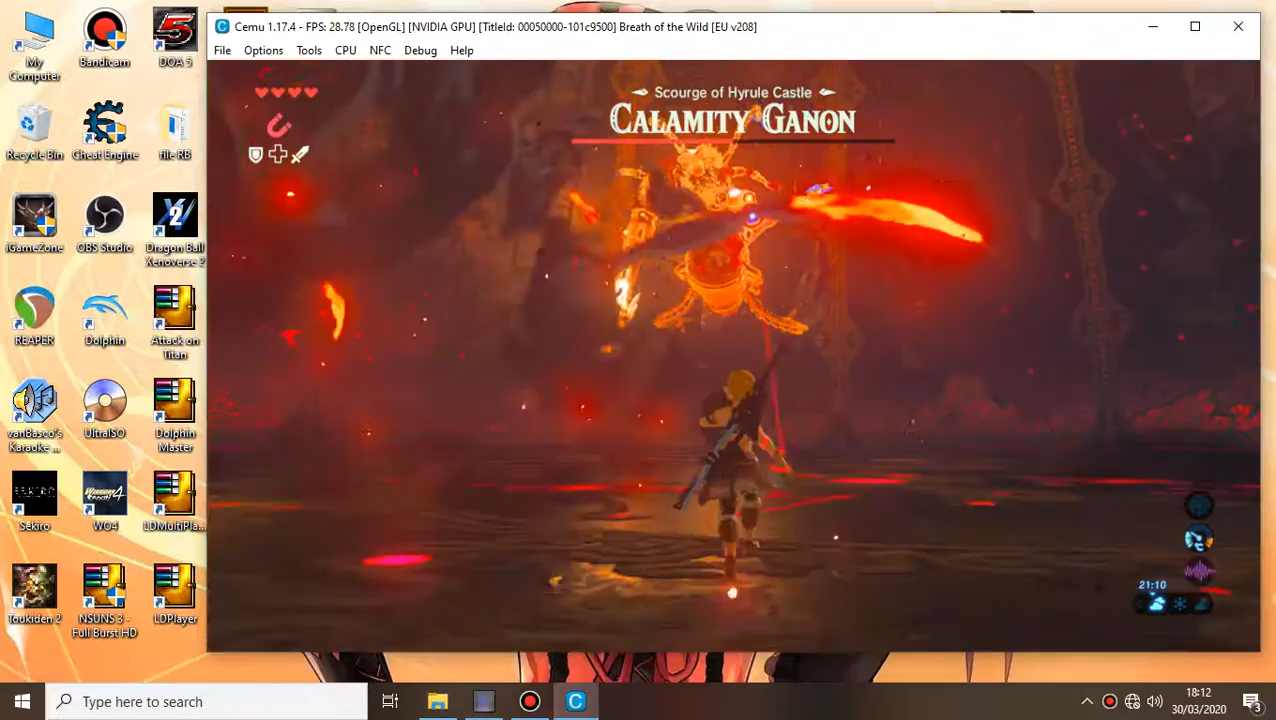 Cemu 1.17.4 - FPS: 28.78 [OpenGL] [NVIDIA GPU] [TitleId: 00050000-101c9500] Breath of the Wild [EU v208]
File Options Tools CPU NFC Debug Help
Scourge of Hyrule Castle
CALAMITY GANON
21:10
My Computer
Bandicam
5
DOA 5
Recycle Bin
Cheat Engine
file RB
iGameZone
OBS Studio
Dragon Ball Xenoverse 2
REAPER
Dolphin
Attack on Titan
vanBasco's Karaoke ...
UltraISO
Dolphin Master
SEKIRO
Sekiro
WO4
LDMultiPla...
Toukiden 2
NSUNS 3 - Full Burst HD
LDPlayer
Type here to search
18:12
30/03/2020
3